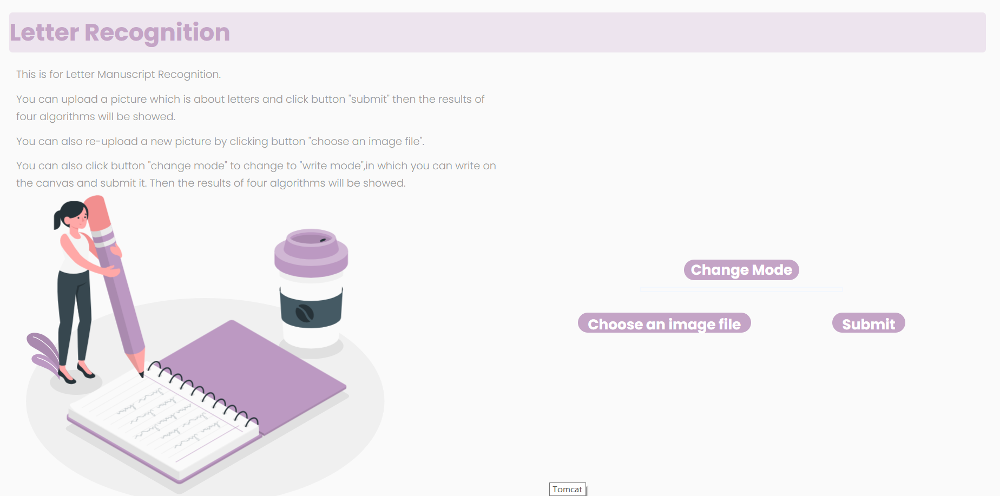 Letter Recognition
This is for Letter Manuscript Recognition.
You can upload a picture which is about letters and click button "submit" then the results of
four algorithms will be showed.
You can also re-upload a new picture by clicking button "choose an image file".
You can also click button "change mode" to change to "write mode",in which you can write on
the canvas and submit it. Then the results of four algorithms will be showed.
Change Mode
Choose an image file
Submit
Tomcat